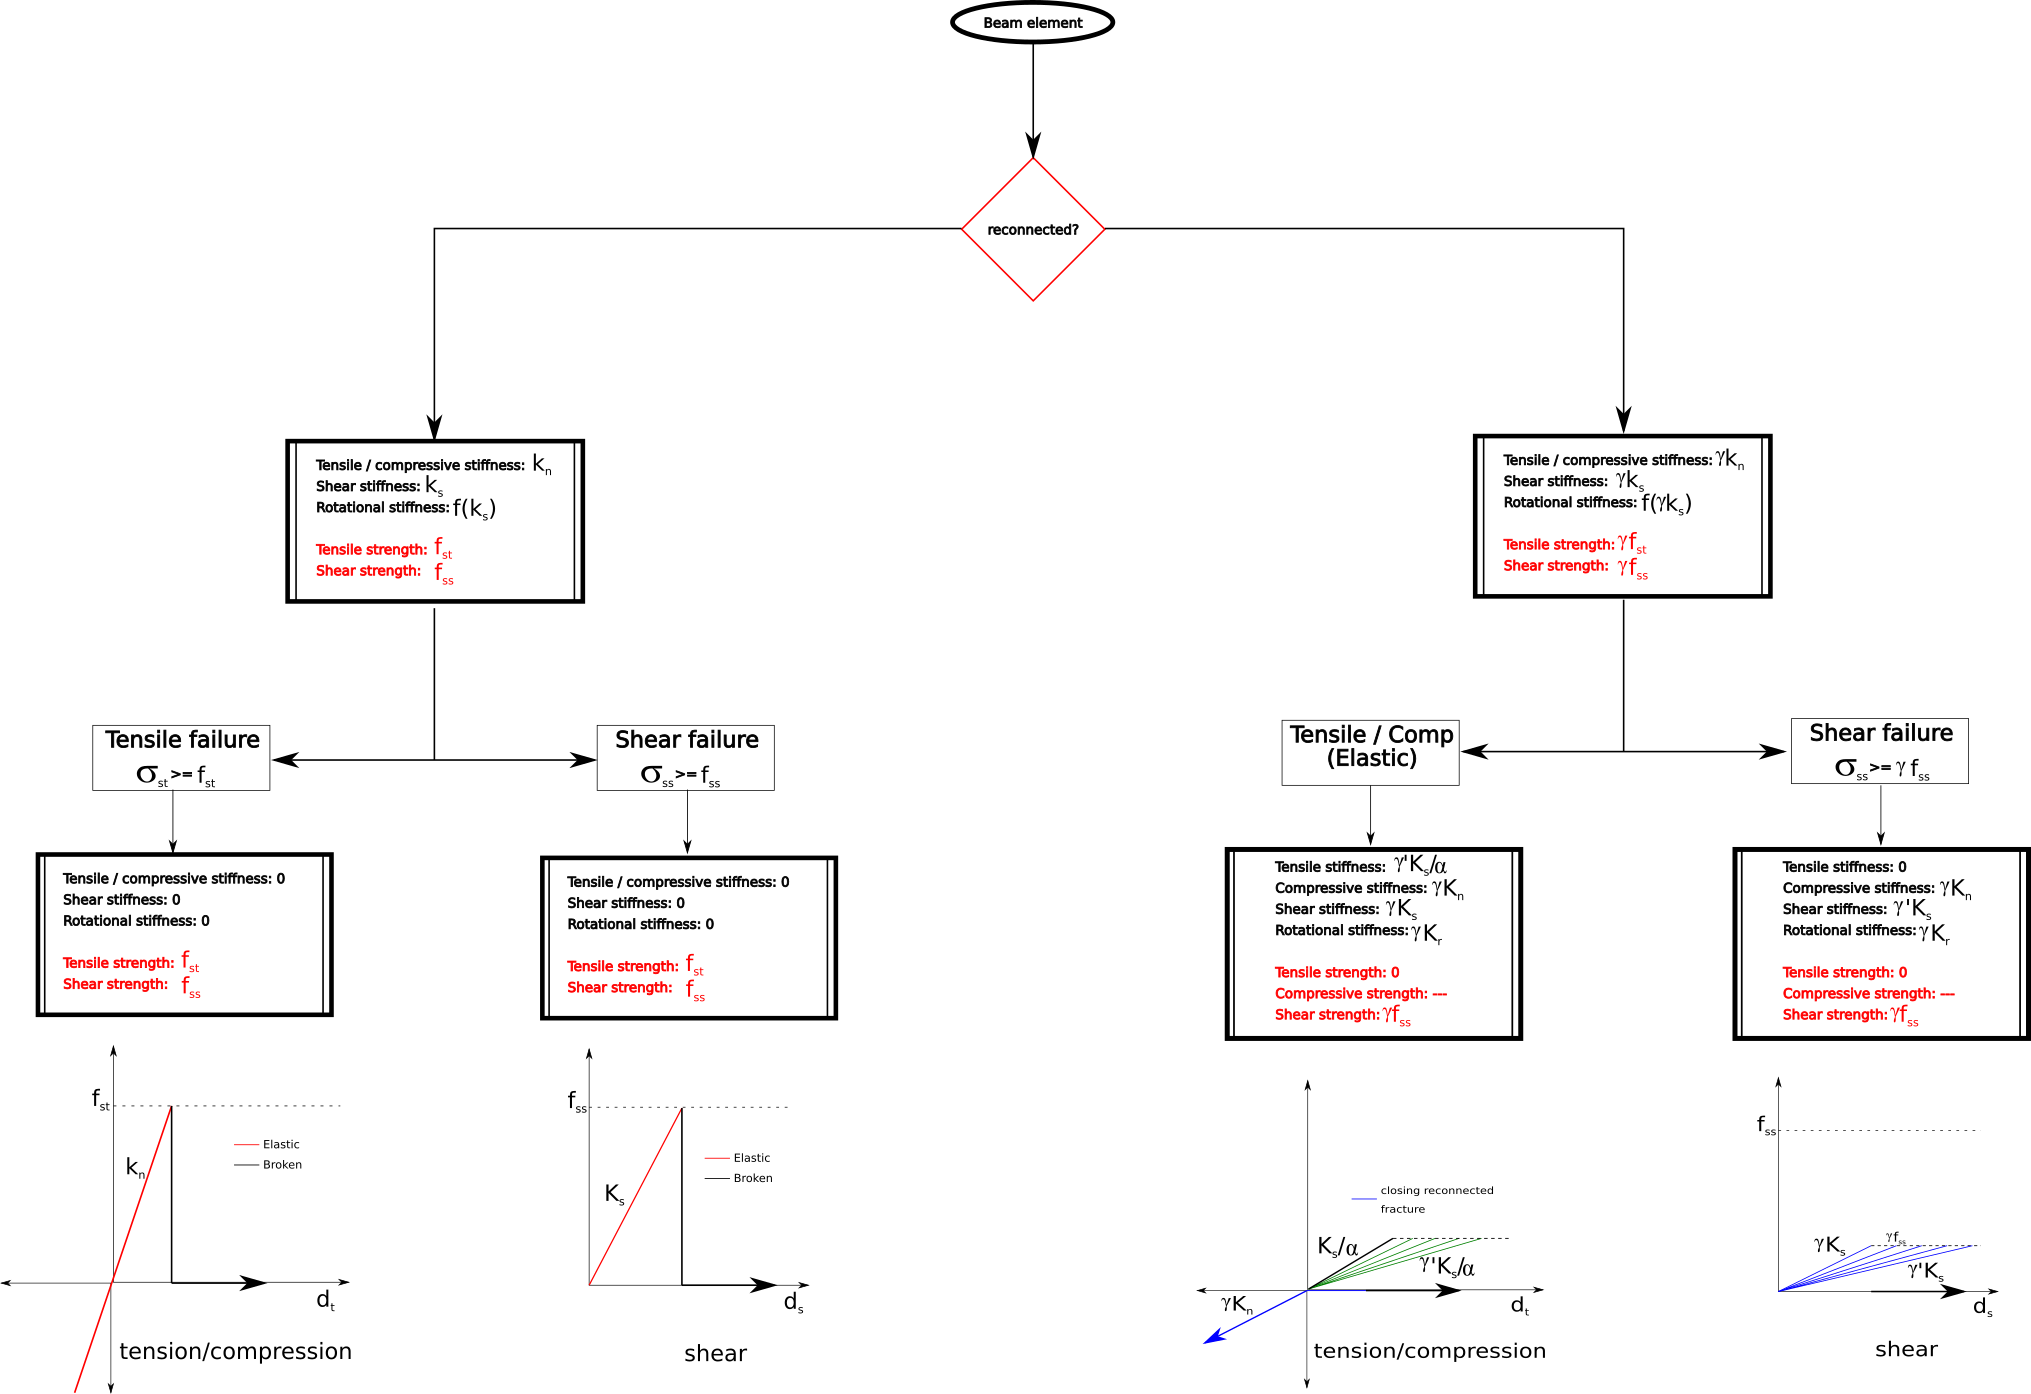 Beam element
reconnected?
Tensile / compressive stiffness: kn
Shear stiffness: ks
Rotational stiffness: f(ks)
Tensile strength: fst
Shear strength: fss
Tensile / compressive stiffness: γkn
Shear stiffness: γks
Rotational stiffness: f(γks)
Tensile strength: γfst
Shear strength: γfss
Tensile failure
σst >= fst
Shear failure
σss >= fss
Tensile / Comp
(Elastic)
Shear failure
σss >= γ fss
Tensile / compressive stiffness: 0
Shear stiffness: 0
Rotational stiffness: 0
Tensile strength: fst
Shear strength: fss
Tensile / compressive stiffness: 0
Shear stiffness: 0
Rotational stiffness: 0
Tensile strength: fst
Shear strength: fss
Tensile stiffness: γ'Ks/α
Compressive stiffness: γKn
Shear stiffness: γKs
Rotational stiffness: γKr
Tensile strength: 0
Compressive strength: ---
Shear strength: γfss
Tensile stiffness: 0
Compressive stiffness: γKn
Shear stiffness: γ'Ks
Rotational stiffness: γKr
Tensile strength: 0
Compressive strength: ---
Shear strength: γfss
fst
kn
Elastic
Broken
dt
tension/compression
fss
Ks
Elastic
Broken
ds
shear
closing reconnected
fracture
Ks/α
γ'Ks/α
γKn
dt
tension/compression
fss
γKs
γfss
γ'Ks
ds
shear